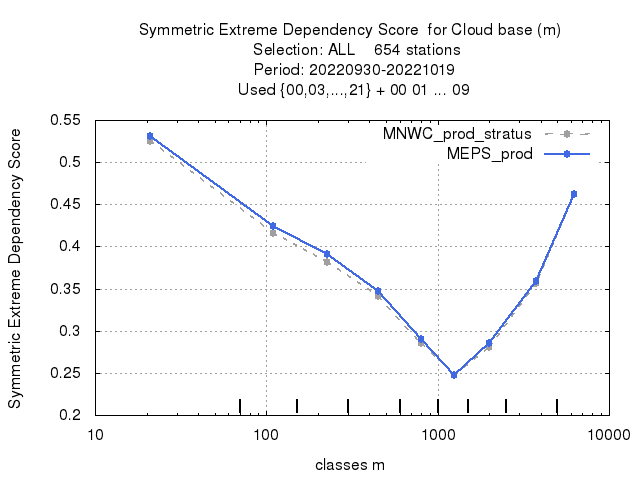 Symmetric Extreme Dependency Score  for Cloud base (m)
Selection: ALL    654 stations
Period: 20220930-20221019
Used {00,03,...,21} + 00 01 ... 09
MNWC_prod_stratus
MEPS_prod
Symmetric Extreme Dependency Score
0.55
0.5
0.45
0.4
0.35
0.3
0.25
0.2
10
100
1000
10000
classes m